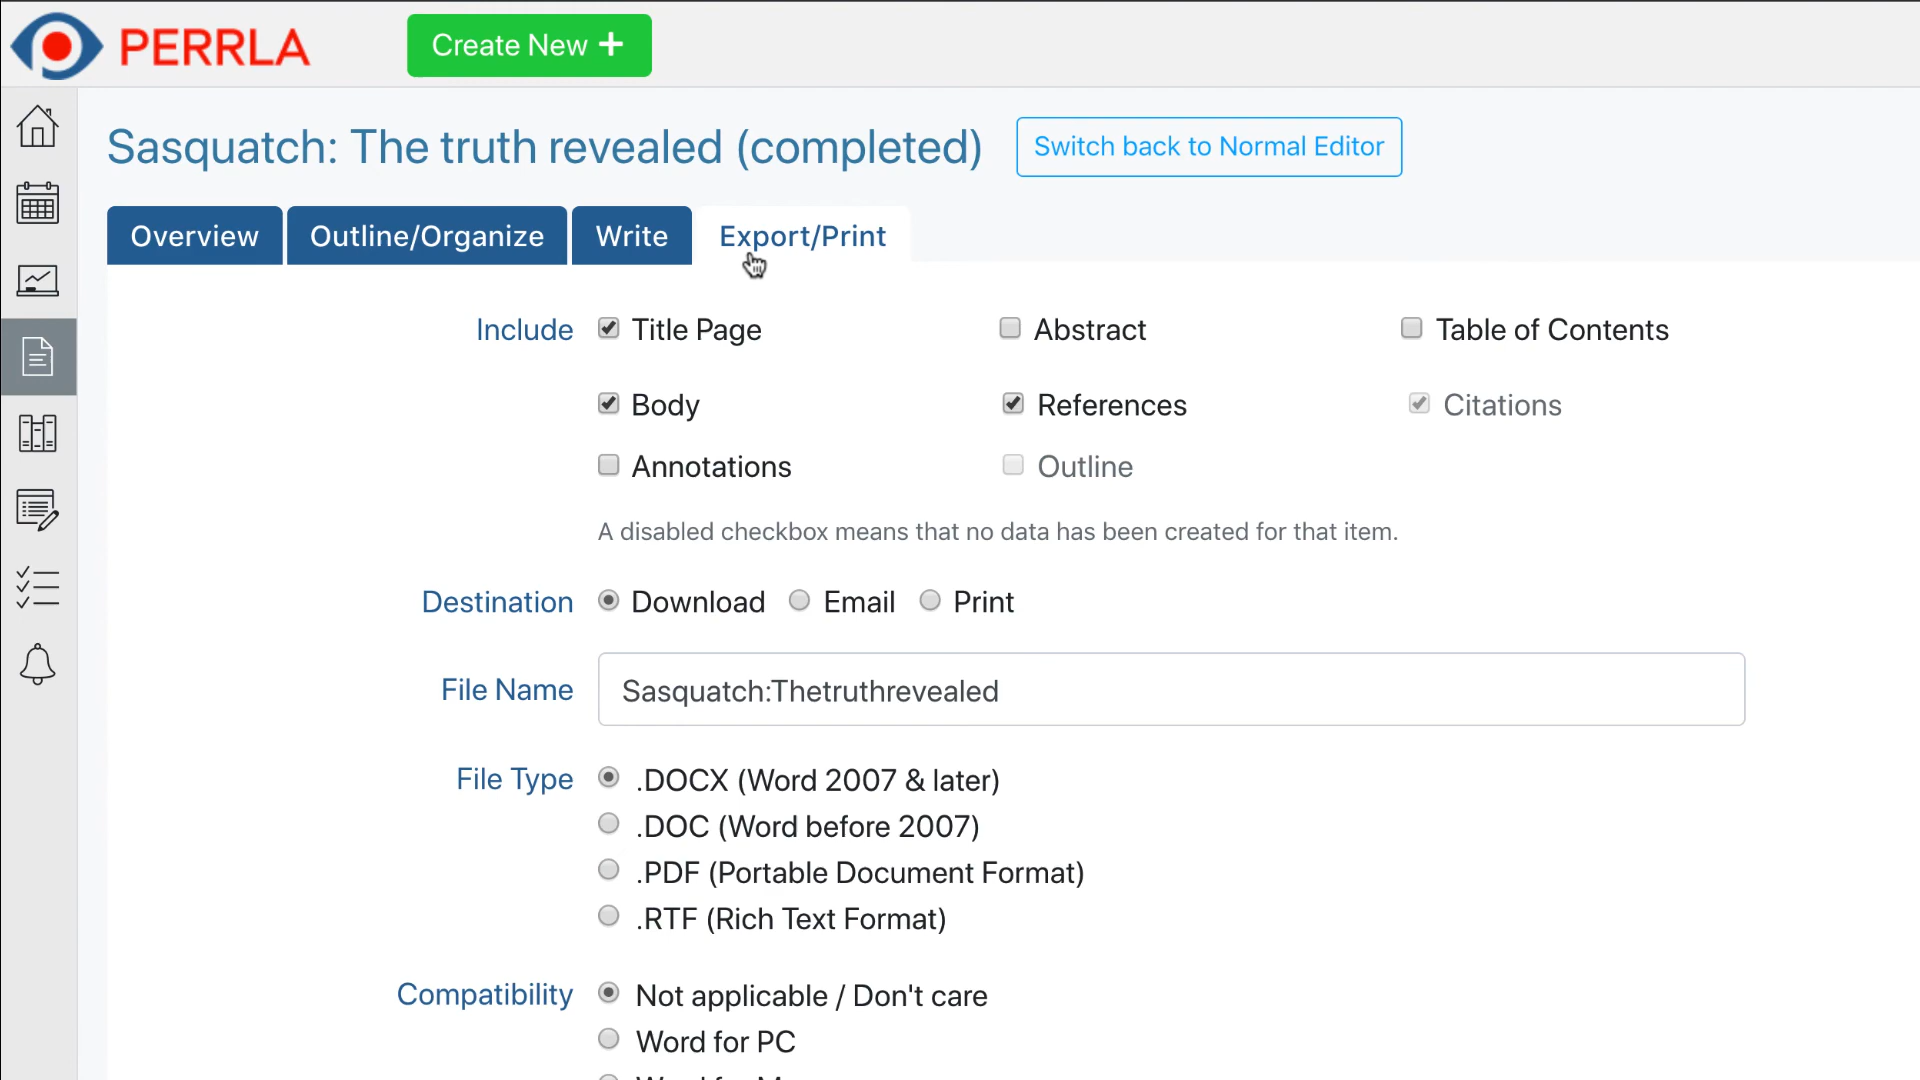 PERRLA
Create New +
Sasquatch: The truth revealed (completed)
Switch back to Normal Editor
Overview
Outline/Organize
Write
Export/Print
Include
Title Page
Abstract
Table of Contents
Body
References
Citations
Annotations
Outline
A disabled checkbox means that no data has been created for that item.
Destination
Download
Email
Print
File Name
Sasquatch:Thetruthrevealed
File Type
.DOCX (Word 2007 & later)
.DOC (Word before 2007)
.PDF (Portable Document Format)
.RTF (Rich Text Format)
Compatibility
Not applicable / Don't care
Word for PC